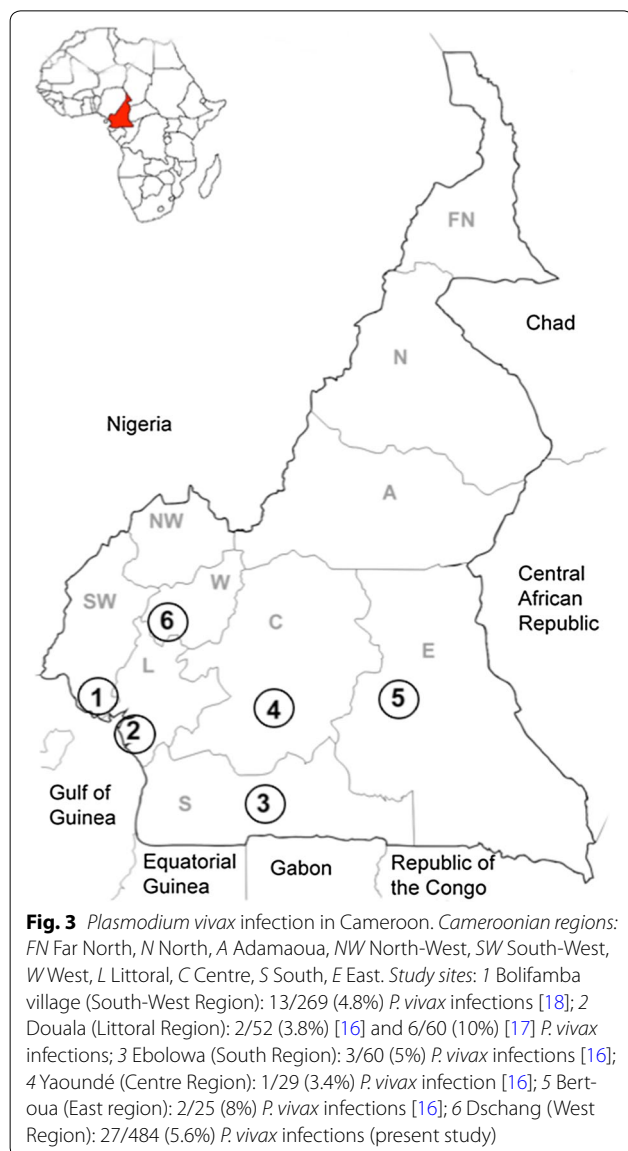 FN
Chad
N
Nigeria
A
NW
W
SW
6
C
Central
African
Republic
E
L
1
5
4
2
Gulf of
Guinea
S
3
Equatorial
Guinea
Gabon
Republic of
the Congo
Fig. 3 Plasmodium vivax infection in Cameroon. Cameroonian regions:
FN Far North, N North, A Adamaoua, NW North-West, SW South-West,
W West, L Littoral, C Centre, S South, E East. Study sites: 1 Bolifamba
village (South-West Region): 13/269 (4.8%) P. vivax infections [18]; 2
Douala (Littoral Region): 2/52 (3.8%) [16] and 6/60 (10%) [17] P. vivax
infections; 3 Ebolowa (South Region): 3/60 (5%) P. vivax infections [16];
4 Yaoundé (Centre Region): 1/29 (3.4%) P. vivax infection [16]; 5 Bert-
oua (East region): 2/25 (8%) P. vivax infections [16]; 6 Dschang (West
Region): 27/484 (5.6%) P. vivax infections (present study)